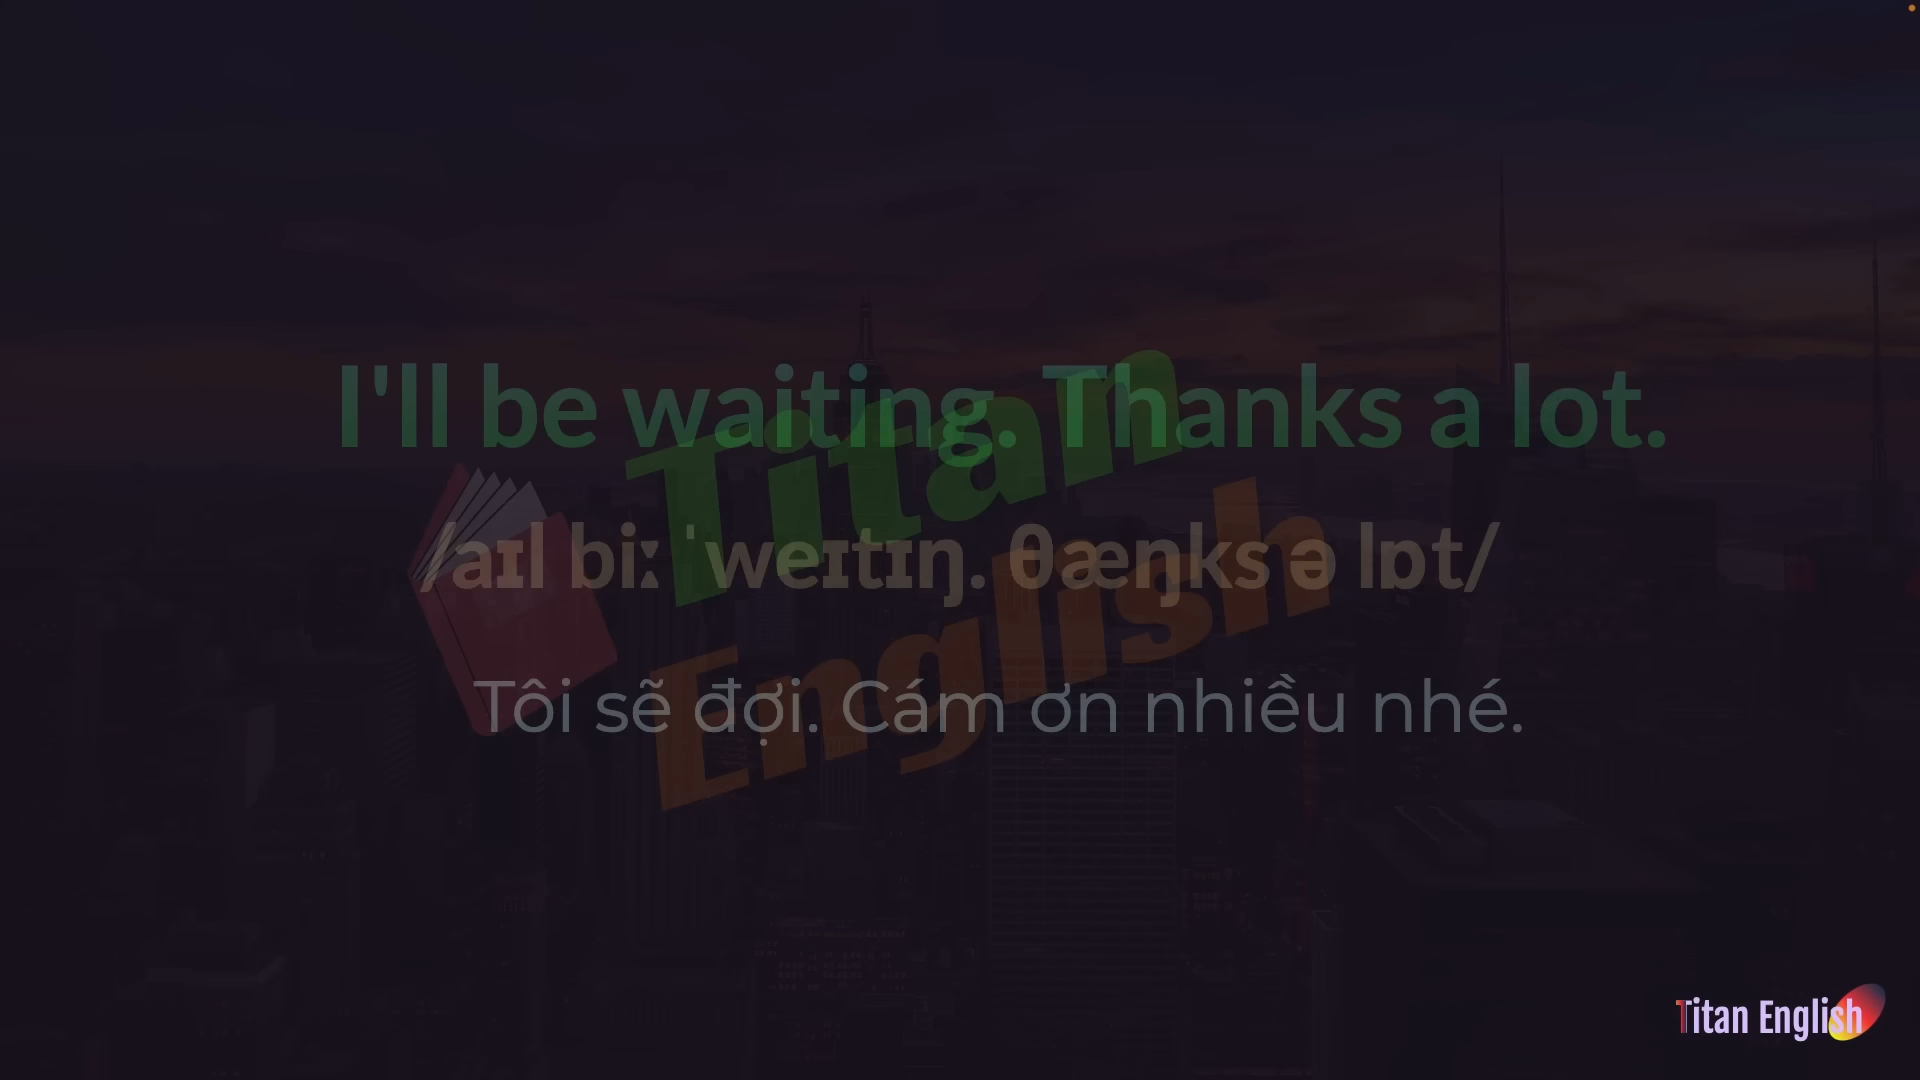 I'll be waiting. Thanks a lot.
/aɪl biː ˈweɪtɪŋ. θæŋks ə lɒt/
Tôi sẽ đợi. Cám ơn nhiều nhé.
Titan
English
Titan English